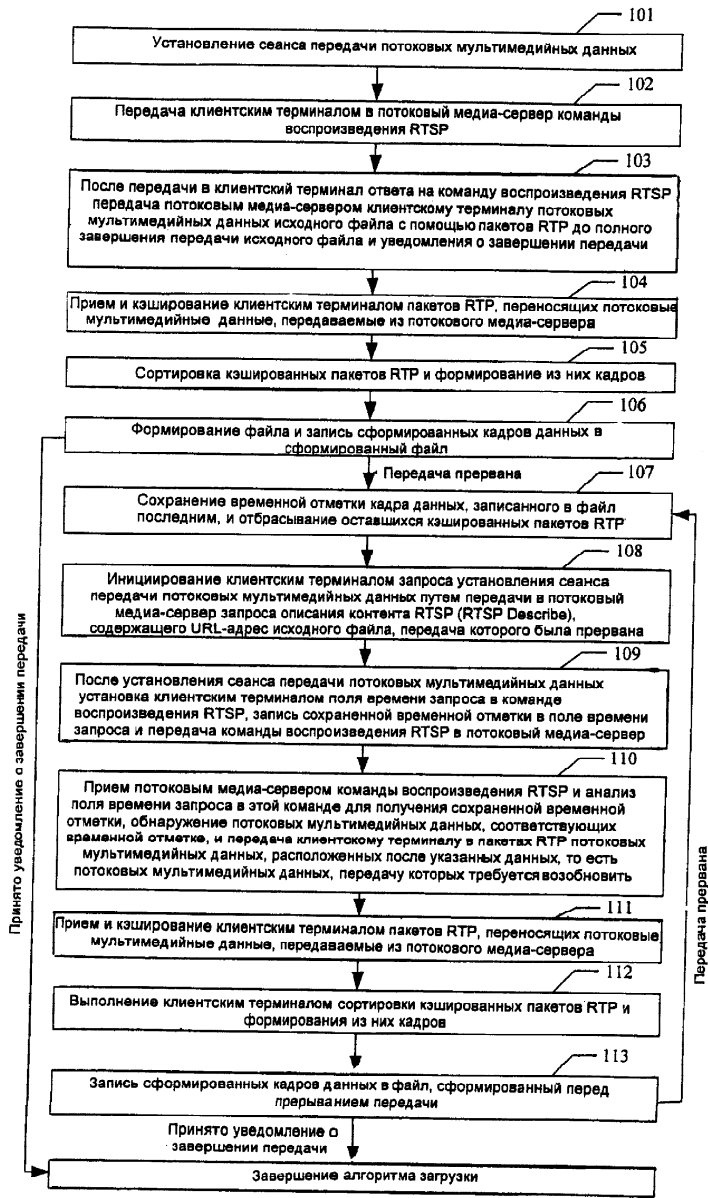 101
Установление сеанса передачи потоковых мультимедийных данных
102
Передача клиентским терминалом в потоковый медиа-сервер команды
воспроизведения RTSP
103
После передачи в клиентский терминал ответа на команду воспроизведения RTSP
передача потоковым медиа-сервером клиентскому терминалу потоковых
мультимедийных данных исходного файла с помощью пакетов RTP до полного
завершения передачи исходного файла и уведомления о завершении передачи
104
Прием и кэширование клиентским терминалом пакетов RTP, переносящих потоковые
мультимедийные данные, передаваемые из потокового медиа-сервера
105
Сортировка кэшированных пакетов RTP и формирование из них кадров
106
Формирование файла и запись сформированных кадров данных в
сформированный файл
Передача прервана
107
Сохранение временной отметки кадра данных, записанного в файл
последним, и отбрасывание оставшихся кэшированных пакетов RTP
108
Инициирование клиентским терминалом запроса установления сеанса
передачи потоковых мультимедийных данных путем передачи в потоковый
медиа-сервер запроса описания контента RTSP (RTSP Describe),
содержащего URL-адрес исходного файла, передача которого была прервана
109
После установления сеанса передачи потоковых мультимедийных данных
установка клиентским терминалом поля времени запроса в команде
воспроизведения RTSP, запись сохраненной временной отметки в поле времени
запроса и передача команды воспроизведения RTSP в потоковый медиа-сервер
110
Прием потоковым медиа-сервером команды воспроизведения RTSP и анализ
поля времени запроса в этой команде для получения сохраненной временной
отметки, обнаружение потоковых мультимедийных данных, соответствующих
временной отметке, и передача клиентскому терминалу в пакетах RTP потоковых
мультимедийных данных, расположенных после указанных данных, то есть
потоковых мультимедийных данных, передачу которых требуется возобновить
111
Прием и кэширование клиентским терминалом пакетов RTP, переносящих потоковые
мультимедийные данные, передаваемые из потокового медиа-сервера
112
Выполнение клиентским терминалом сортировки кэшированных пакетов RTP и
формирования из них кадров
113
Запись сформированных кадров данных в файл, сформированный перед
прерыванием передачи
Принято уведомление о
завершении передачи
Завершение алгоритма загрузки
Принято уведомление о завершении передачи
Передача прервана